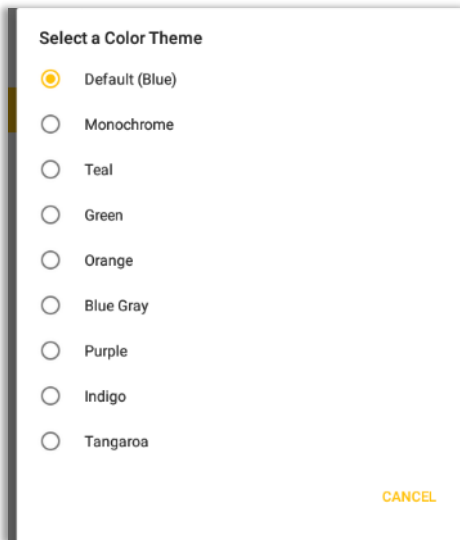 Select a Color Theme
Default (Blue)
Monochrome
Teal
Green
Orange
Blue Gray
Purple
Indigo
Tangaroa
CANCEL